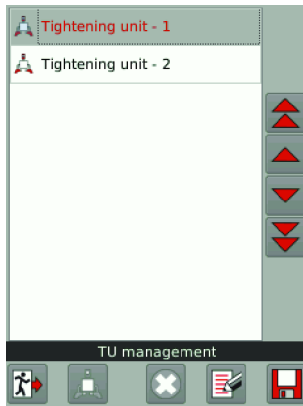 Tightening unit - 1
Tightening unit - 2
TU management